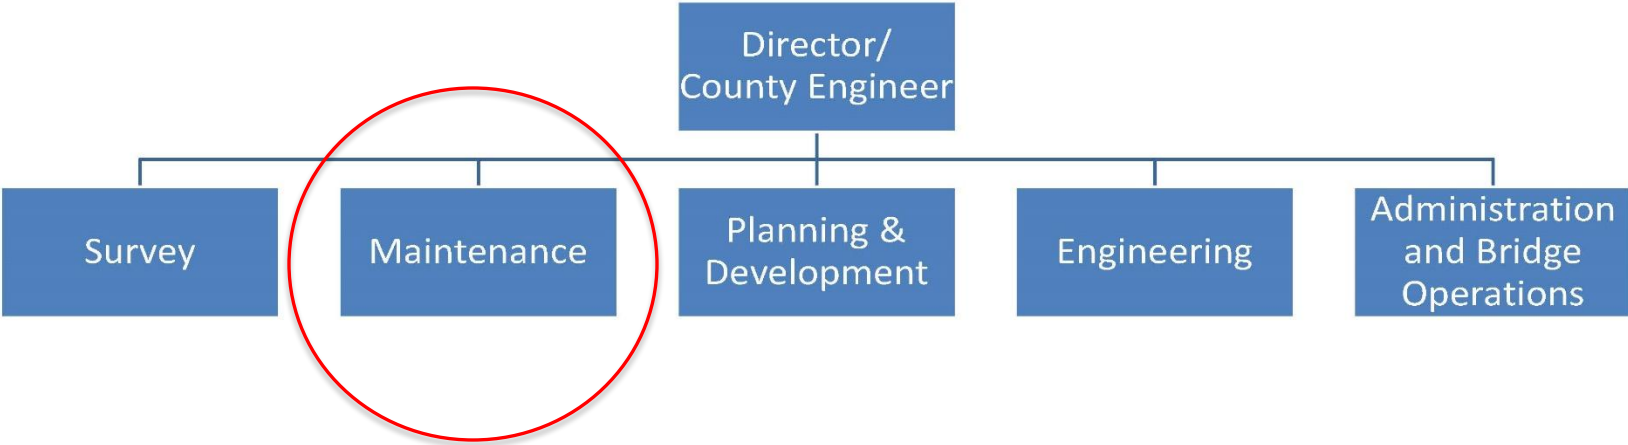 Director/
County Engineer
Survey
Maintenance
Planning &
Development
Engineering
Administration
and Bridge
Operations